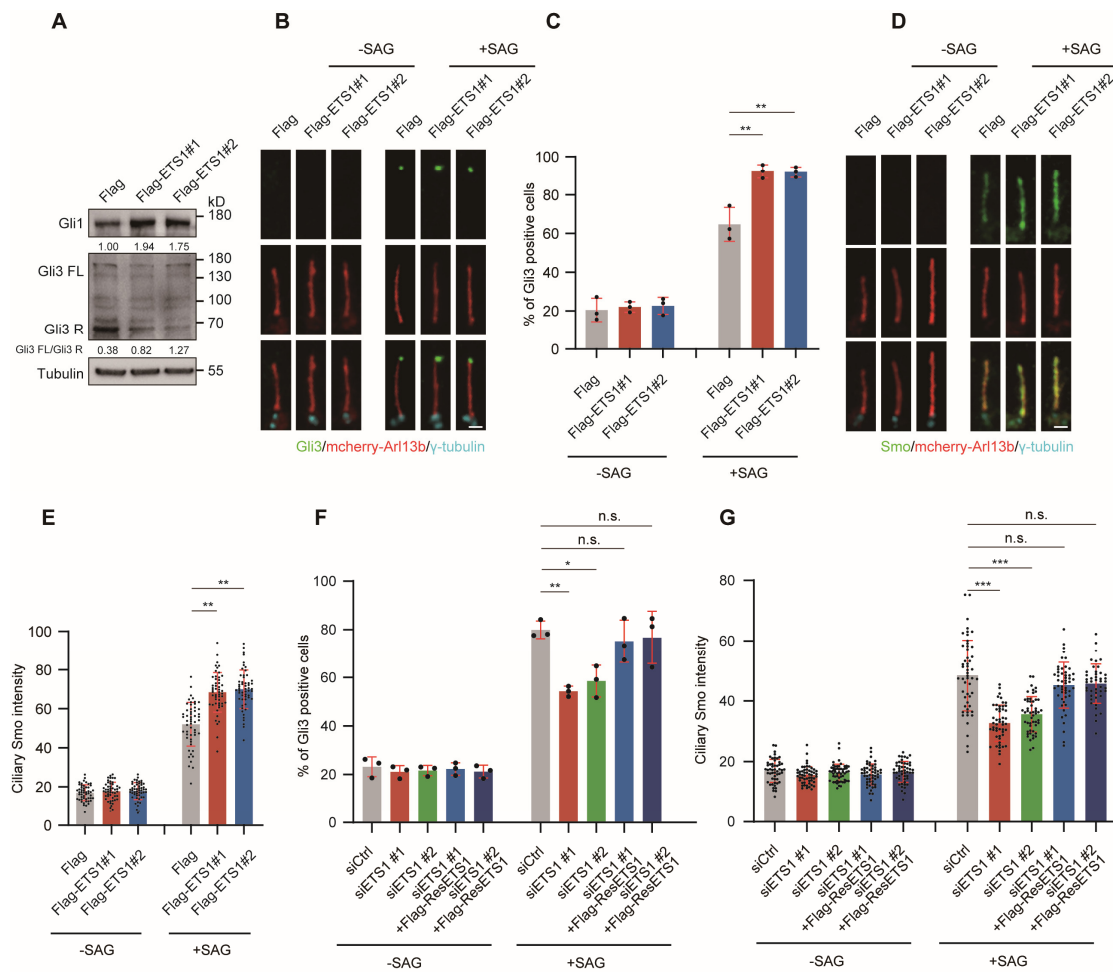 A
Flag
Flag-ETS1#1
Flag-ETS1#2
kD
Gli1
180
1.00 1.94 1.75
Gli3 FL
180
130
100
70
Gli3 R
Gli3 FL/Gli3 R 0.38 0.82 1.27
Tubulin
55
B
-SAG
+SAG
Flag
Flag-ETS1#1
Flag-ETS1#2
Flag
Flag-ETS1#1
Flag-ETS1#2
Gli3/mcherry-Arl13b/γ-tubulin
C
% of Gli3 positive cells
100
80
60
40
20
0
**
**
Flag
Flag-ETS1#1
Flag-ETS1#2
Flag
Flag-ETS1#1
Flag-ETS1#2
-SAG
+SAG
D
-SAG
+SAG
Flag
Flag-ETS1#1
Flag-ETS1#2
Flag
Flag-ETS1#1
Flag-ETS1#2
Smo/mcherry-Arl13b/γ-tubulin
E
Ciliary Smo intensity
100
80
60
40
20
0
**
**
Flag
Flag-ETS1#1
Flag-ETS1#2
Flag
Flag-ETS1#1
Flag-ETS1#2
-SAG
+SAG
F
% of Gli3 positive cells
100
80
60
40
20
0
n.s.
n.s.
*
**
siCtrl
siETS1 #1
siETS1 #2
siETS1 #1
+Flag-ResETS1
siETS1 #2
+Flag-ResETS1
siCtrl
siETS1 #1
siETS1 #2
siETS1 #1
+Flag-ResETS1
siETS1 #2
+Flag-ResETS1
-SAG
+SAG
G
Ciliary Smo intensity
80
60
40
20
0
n.s.
n.s.
***
***
siCtrl
siETS1 #1
siETS1 #2
siETS1 #1
+Flag-ResETS1
siETS1 #2
+Flag-ResETS1
siCtrl
siETS1 #1
siETS1 #2
siETS1 #1
+Flag-ResETS1
siETS1 #2
+Flag-ResETS1
-SAG
+SAG